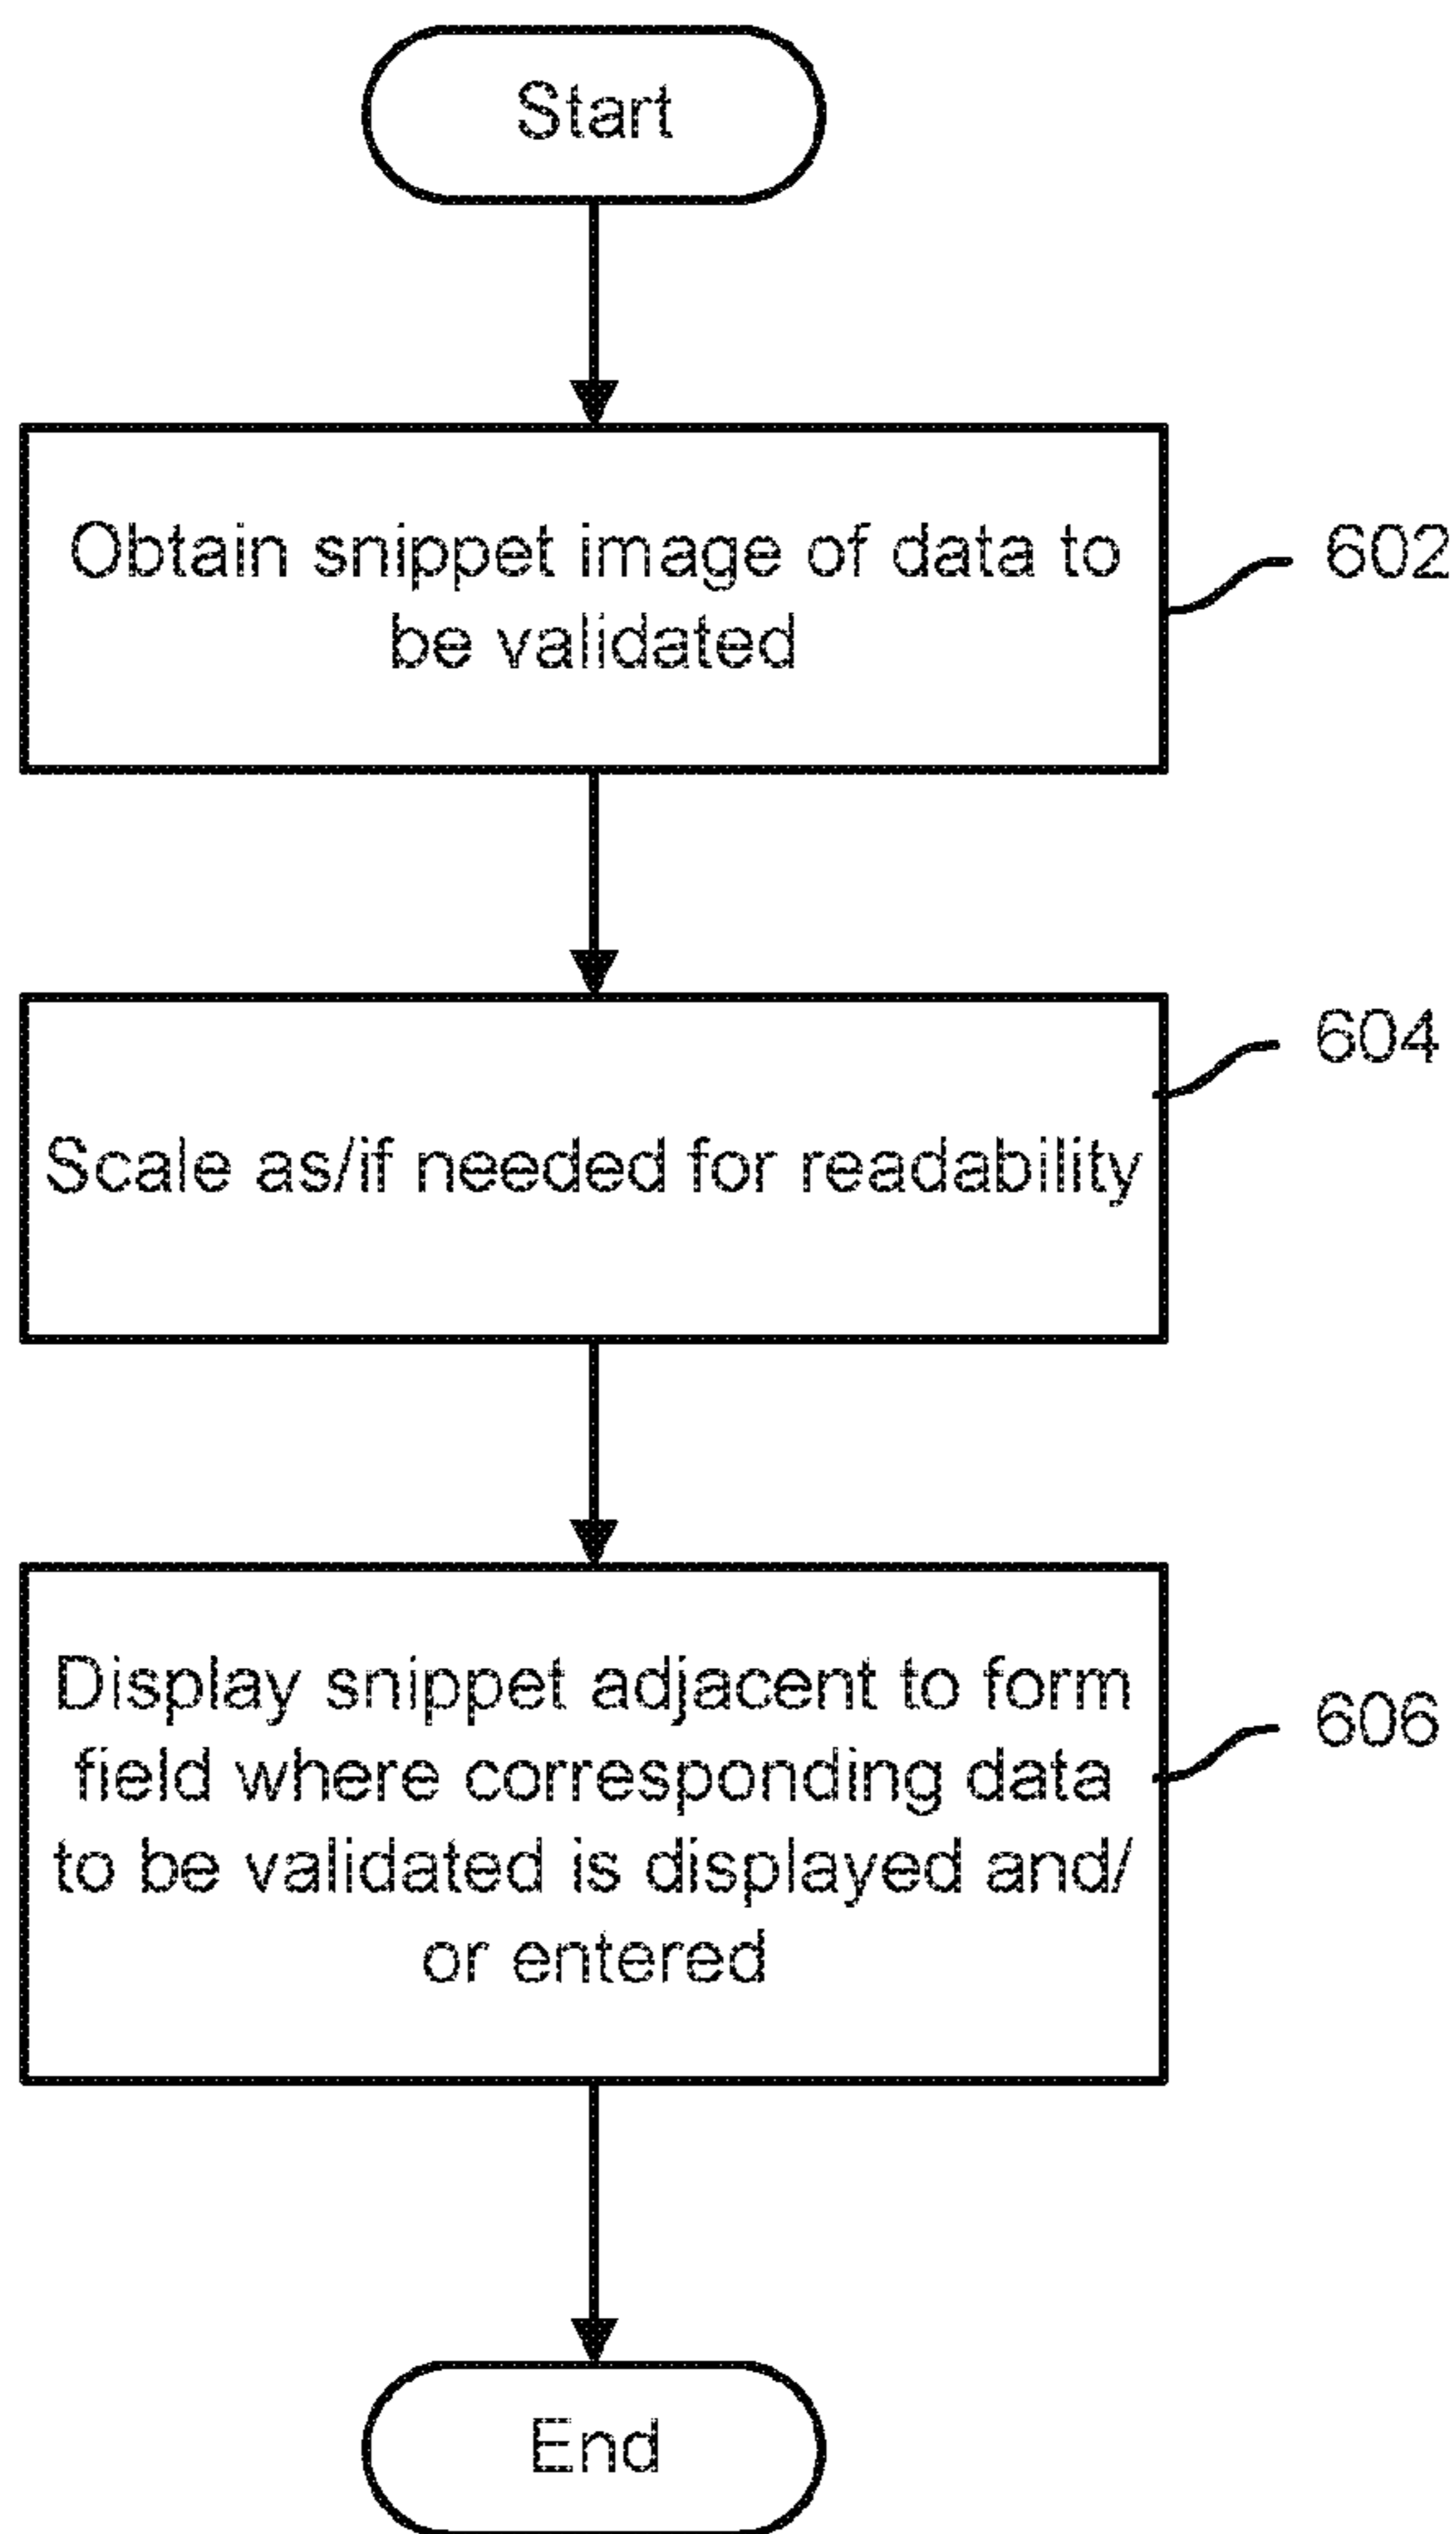 Start
Obtain snippet image of data to
be validated
602
Scale as/if needed for readability
604
Display snippet adjacent to form
field where corresponding data
to be validated is displayed and/
or entered
606
End